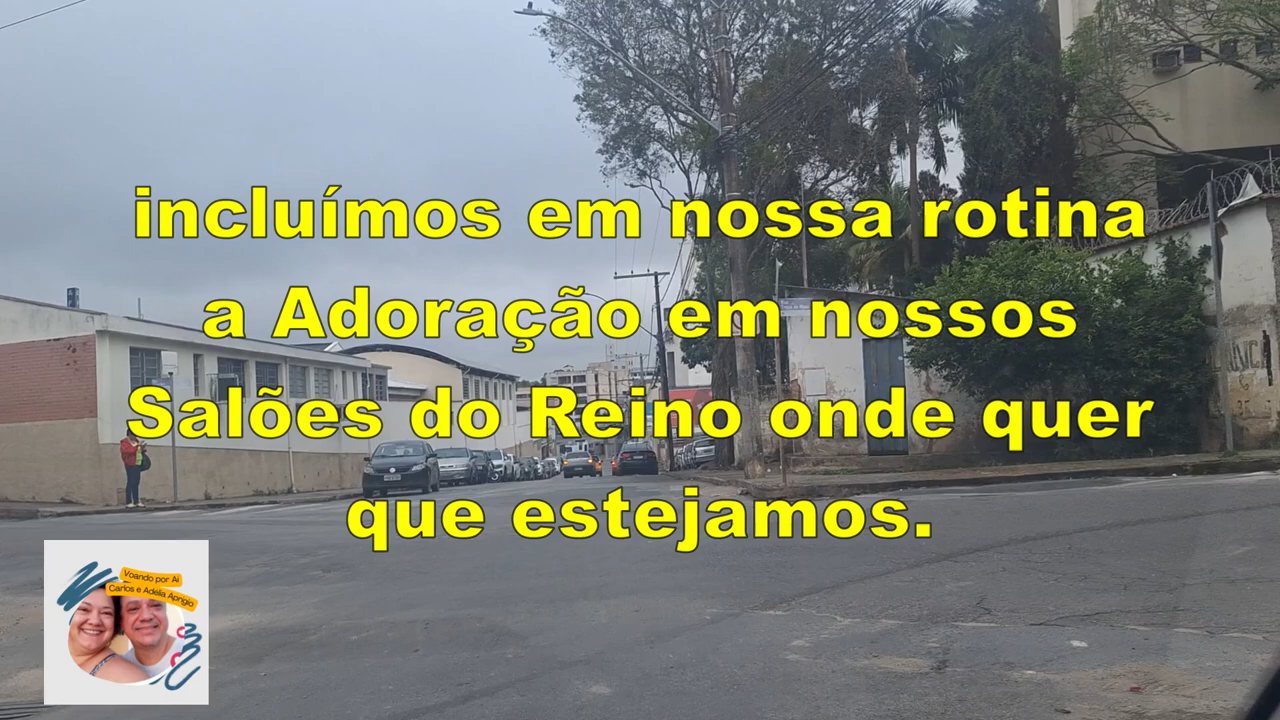 incluímos em nossa rotina
a Adoração em nossos
Salões do Reino onde quer
que estejamos.
Voando por Aí
Carlos e Adélia Aprigio